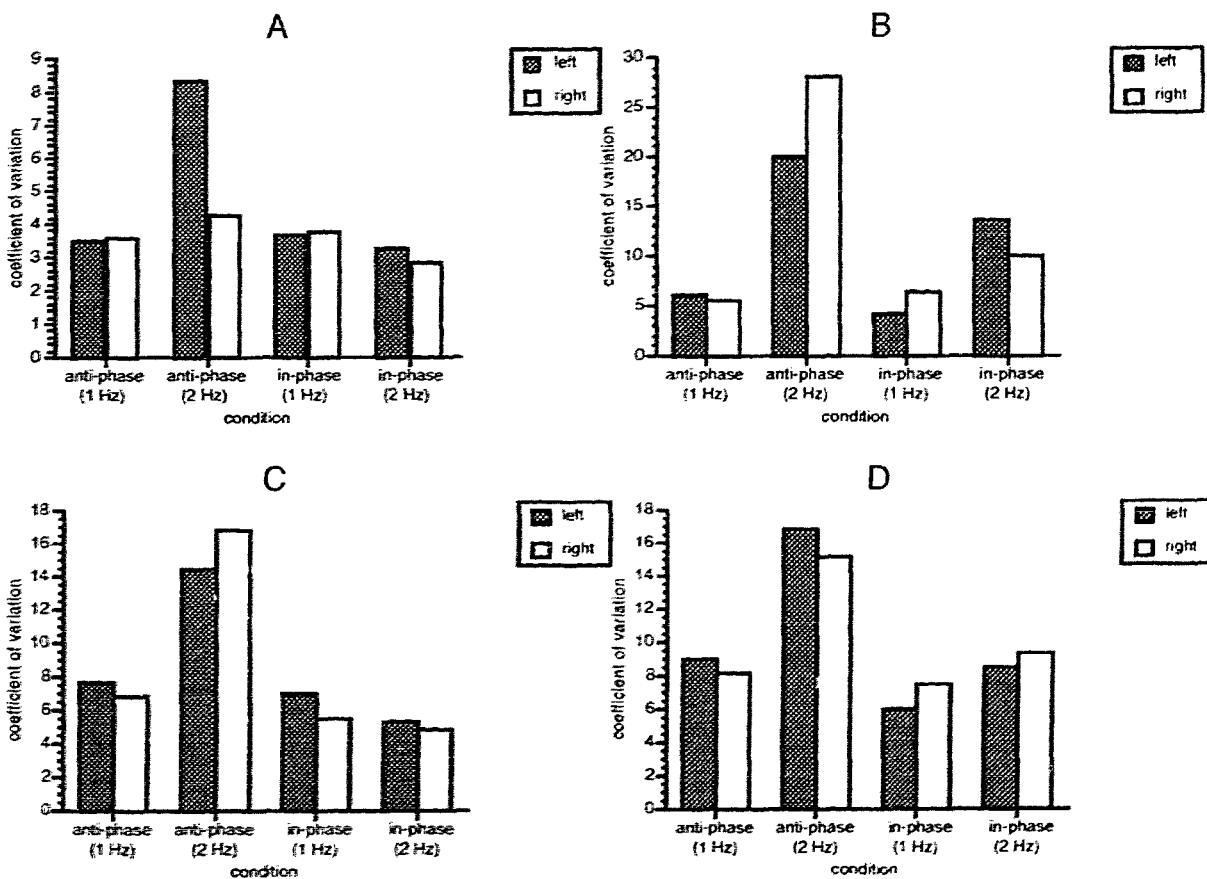 A
coefficient of variation
9
8
7
6
5
4
3
2
1
0
left
right
anti-phase (1 Hz)
anti-phase (2 Hz)
in-phase (1 Hz)
in-phase (2 Hz)
condition
B
coefficient of variation
30
25
20
15
10
5
0
left
right
anti-phase (1 Hz)
anti-phase (2 Hz)
in-phase (1 Hz)
in-phase (2 Hz)
condition
C
coefficient of variation
18
16
14
12
10
8
6
4
2
0
left
right
anti-phase (1 Hz)
anti-phase (2 Hz)
in-phase (1 Hz)
in-phase (2 Hz)
condition
D
coefficient of variation
18
16
14
12
10
8
6
4
2
0
left
right
anti-phase (1 Hz)
anti-phase (2 Hz)
in-phase (1 Hz)
in-phase (2 Hz)
condition